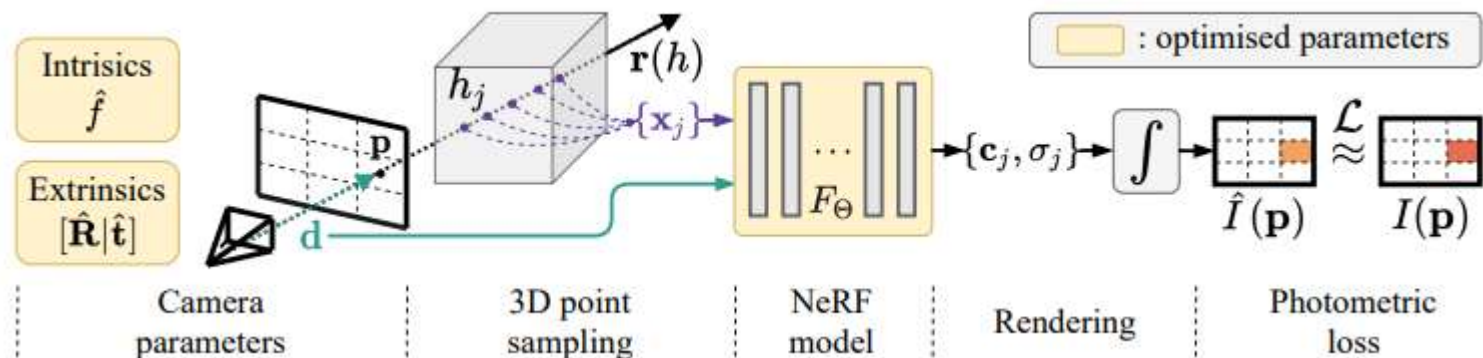 Intrisics
f̂
Extrinsics
[R̂|t̂]
p
d
h_j
r(h)
{x_j}
...
F_Θ
{c_j, σ_j}
∫
: optimised parameters
Î(p)
ℒ
≈
I(p)
Camera
parameters
3D point
sampling
NeRF
model
Rendering
Photometric
loss